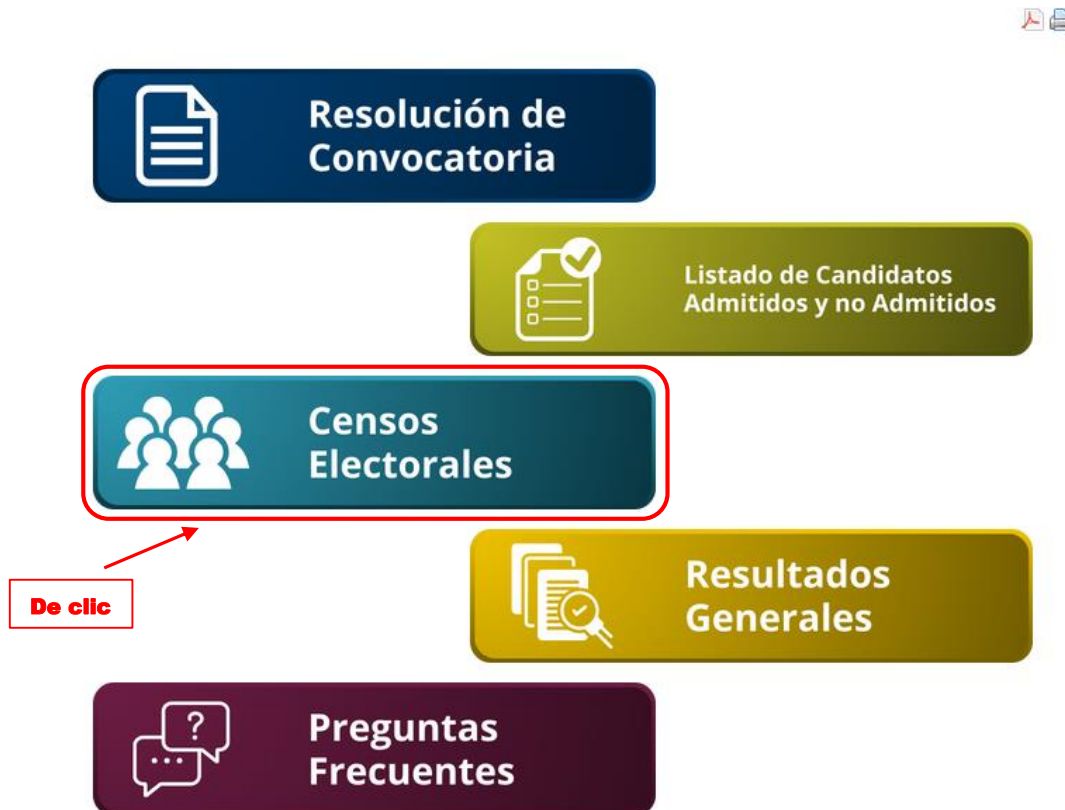 Resolución de
Convocatoria
Listado de Candidatos
Admitidos y no Admitidos
Censos
Electorales
De clic
Resultados
Generales
?
Preguntas
Frecuentes